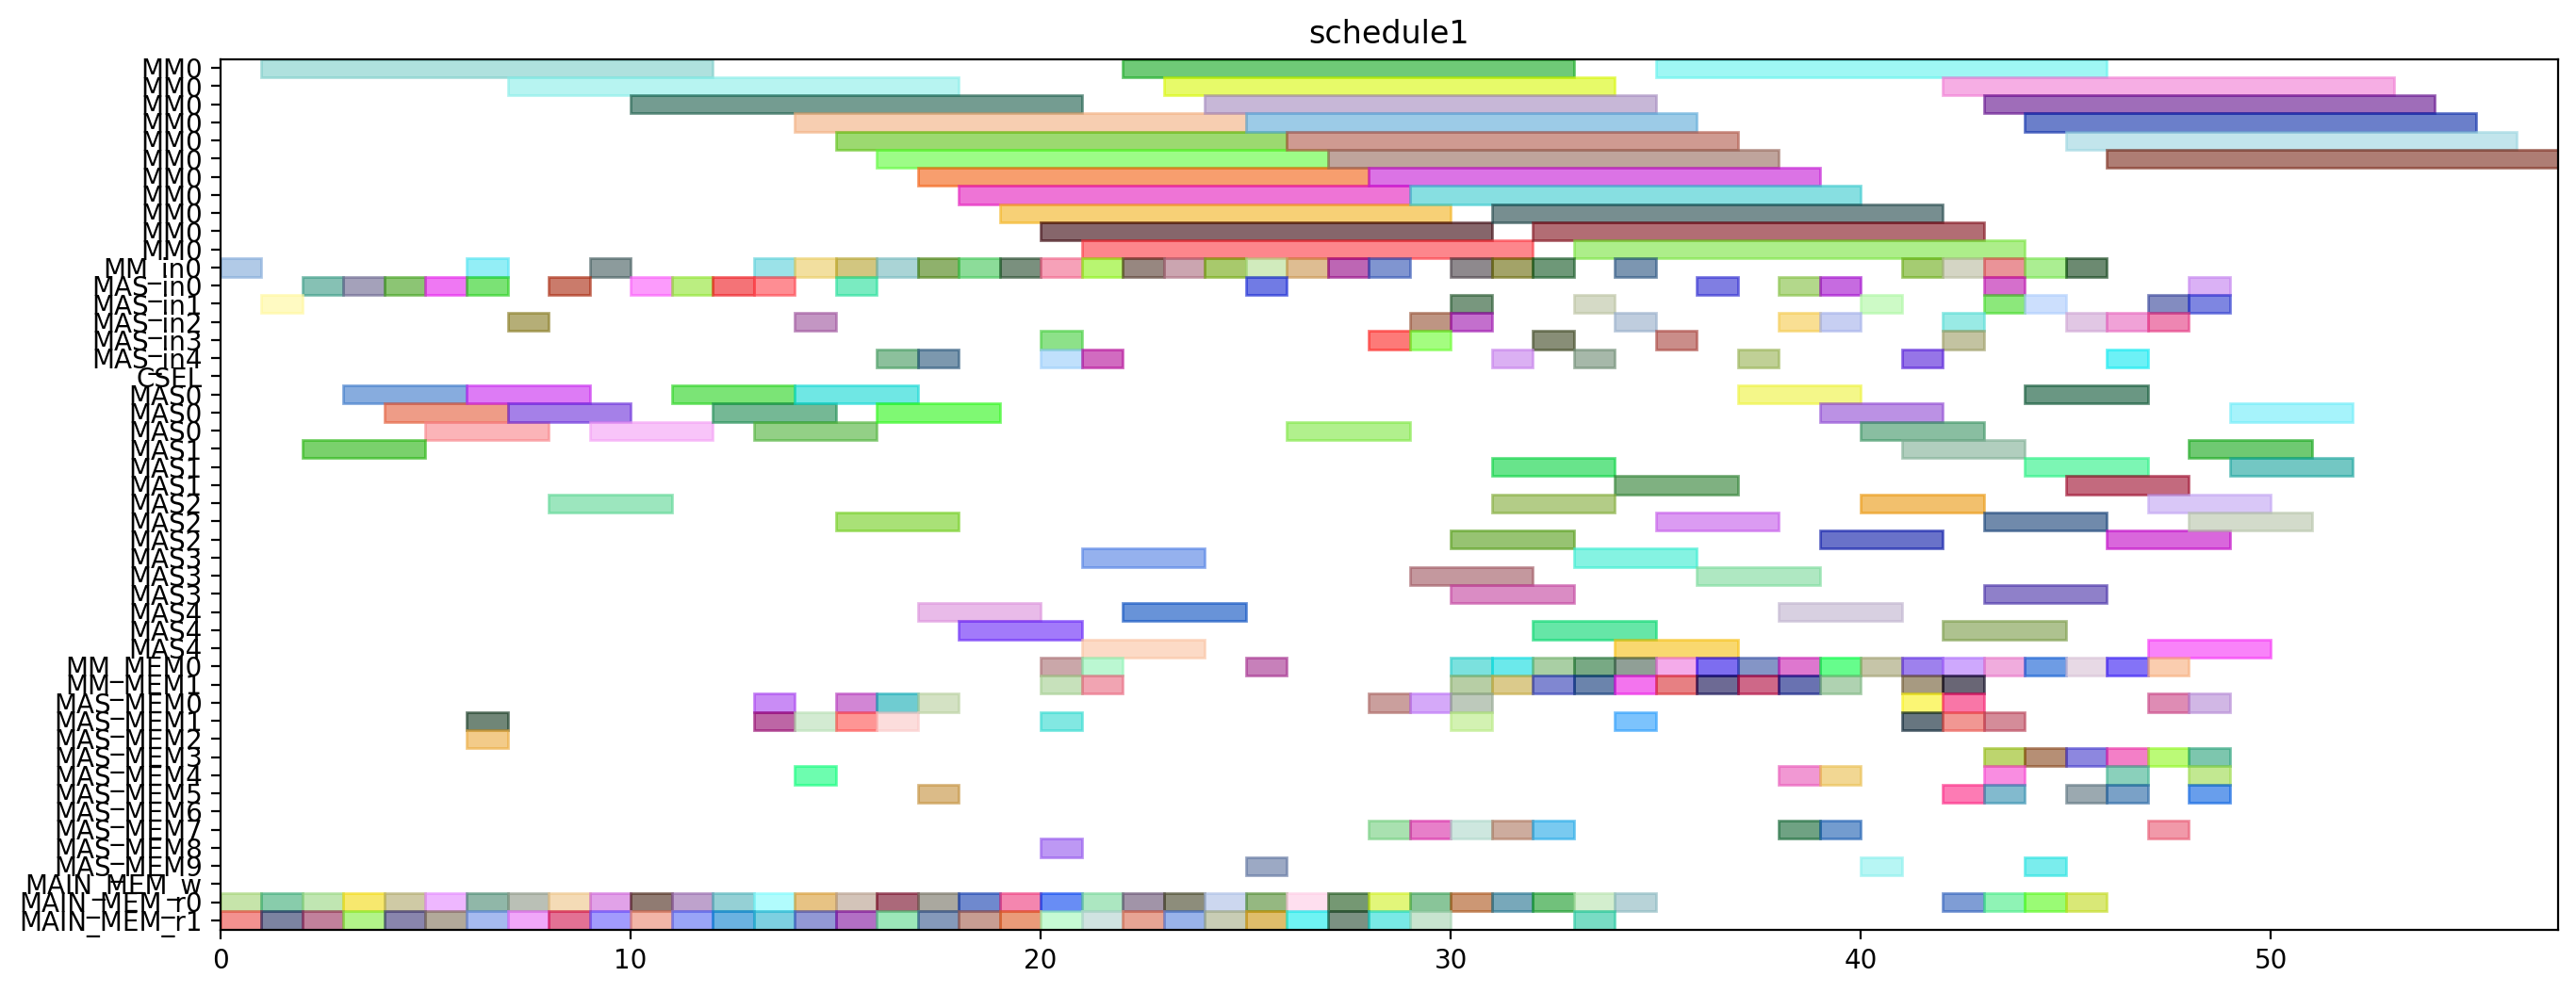 schedule1
MM0
MM0
MM0
MM0
MM0
MM0
MM0
MM0
MM0
MM0
MM0
MM_in0
MAS_in0
MAS_in1
MAS_in2
MAS_in3
MAS_in4
CSEL
MAS0
MAS0
MAS0
MAS1
MAS1
MAS1
MAS2
MAS2
MAS2
MAS3
MAS3
MAS3
MAS4
MAS4
MAS4
MM_MEM0
MM_MEM1
MAS_MEM0
MAS_MEM1
MAS_MEM2
MAS_MEM3
MAS_MEM4
MAS_MEM5
MAS_MEM6
MAS_MEM7
MAS_MEM8
MAS_MEM9
MAIN_MEM_w
MAIN_MEM_r0
MAIN_MEM_r1
0 10 20 30 40 50